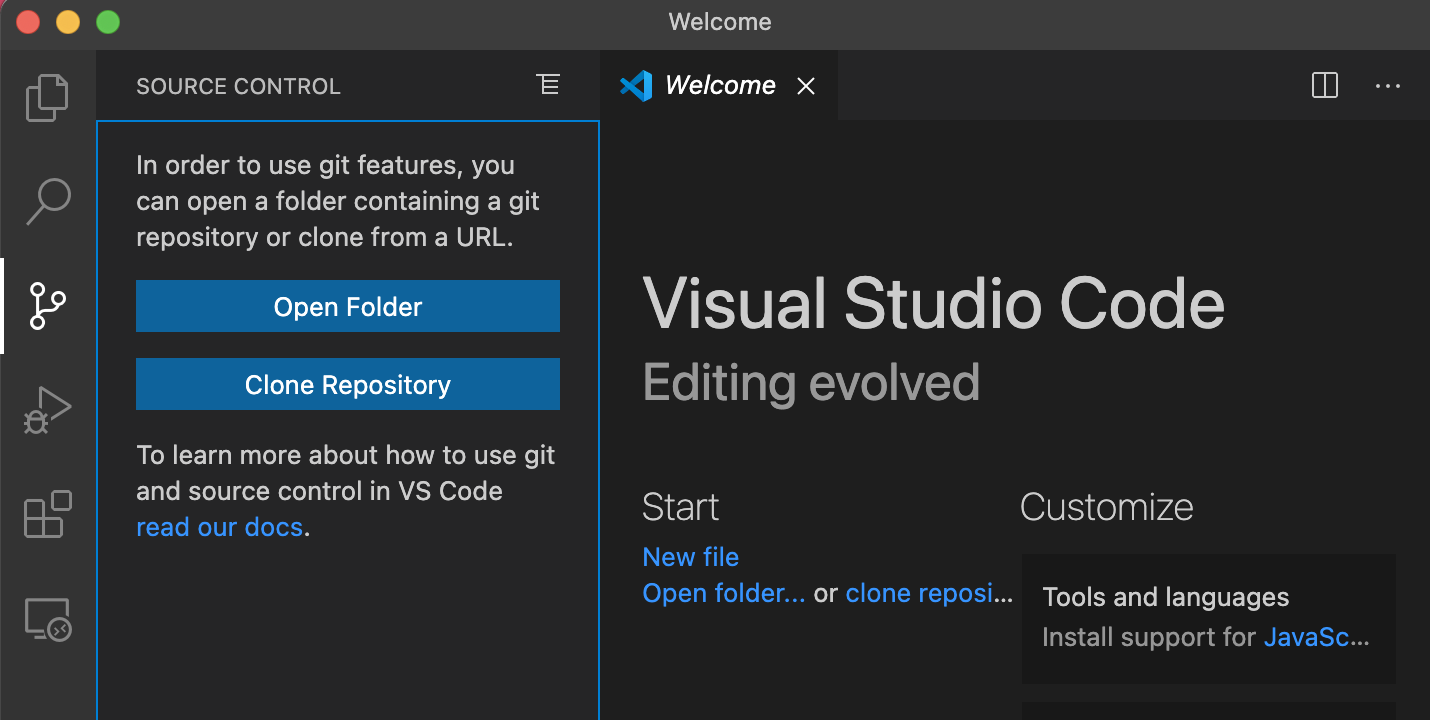 Welcome
SOURCE CONTROL
Welcome
In order to use git features, you
can open a folder containing a git
repository or clone from a URL.
Open Folder
Clone Repository
To learn more about how to use git
and source control in VS Code
read our docs.
Visual Studio Code
Editing evolved
Start
New file
Open folder... or clone reposi...
Customize
Tools and languages
Install support for JavaSc...